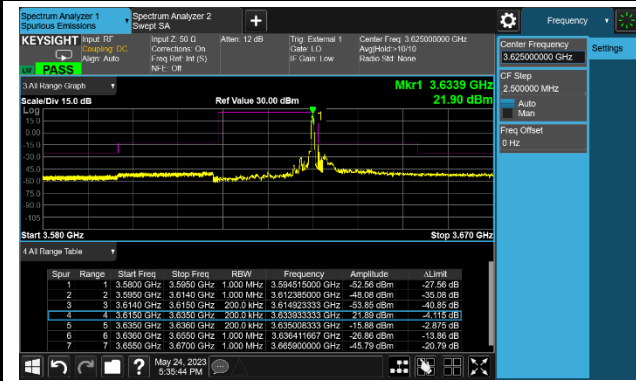 Spectrum Analyzer 1
Spurious Emissions
Spectrum Analyzer 2
Swept SA
+
Frequency
KEYSIGHT
Input: RF
Coupling: DC
Align: Auto
Input Z: 50 Ω
Corrections: On
Freq Ref: Int (S)
NFE: Off
Atten: 12 dB
Trig: External 1
Gate: LO
IF Gain: Low
Center Freq: 3.625000000 GHz
Avg|Hold:>10/10
Radio Std: None
PASS
Center Frequency
3.625000000 GHz
Settings
CF Step
2.500000 MHz
Auto
Man
Freq Offset
0 Hz
3 All Range Graph
Mkr1 3.6339 GHz
Scale/Div 15.0 dB
Ref Value 30.00 dBm
21.90 dBm
Log
1
15.0
0.00
-15.0
-30.0
-45.0
-60.0
-75.0
-90.0
-105
Start 3.580 GHz
Stop 3.670 GHz
4 All Range Table
Spur Range Start Freq Stop Freq RBW Frequency Amplitude ΔLimit
1 1 3.5800 GHz 3.5950 GHz 1.000 MHz 3.594515000 GHz -52.56 dBm -27.56 dB
2 2 3.5950 GHz 3.6140 GHz 1.000 MHz 3.612385000 GHz -48.08 dBm -35.08 dB
3 3 3.6140 GHz 3.6150 GHz 200.0 kHz 3.614923333 GHz -53.85 dBm -40.85 dB
4 4 3.6150 GHz 3.6350 GHz 200.0 kHz 3.633933333 GHz 21.89 dBm -4.115 dB
5 5 3.6350 GHz 3.6360 GHz 200.0 kHz 3.635008333 GHz -15.88 dBm -2.875 dB
6 6 3.6360 GHz 3.6550 GHz 1.000 MHz 3.636411667 GHz -26.86 dBm -13.86 dB
7 7 3.6550 GHz 3.6700 GHz 1.000 MHz 3.665900000 GHz -45.79 dBm -20.79 dB
?
May 24, 2023
5:35:44 PM